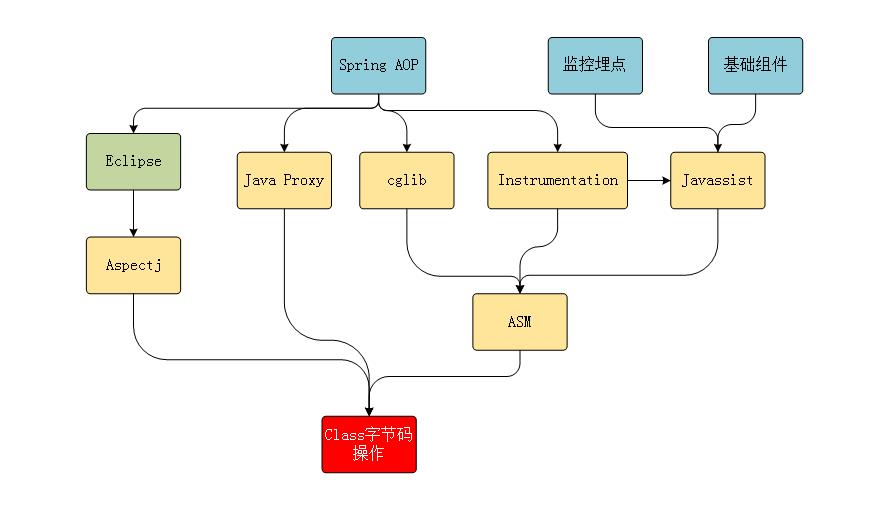 Spring AOP
监控埋点
基础组件
Eclipse
Java Proxy
cglib
Instrumentation
Javassist
Aspectj
ASM
Class字节码
操作